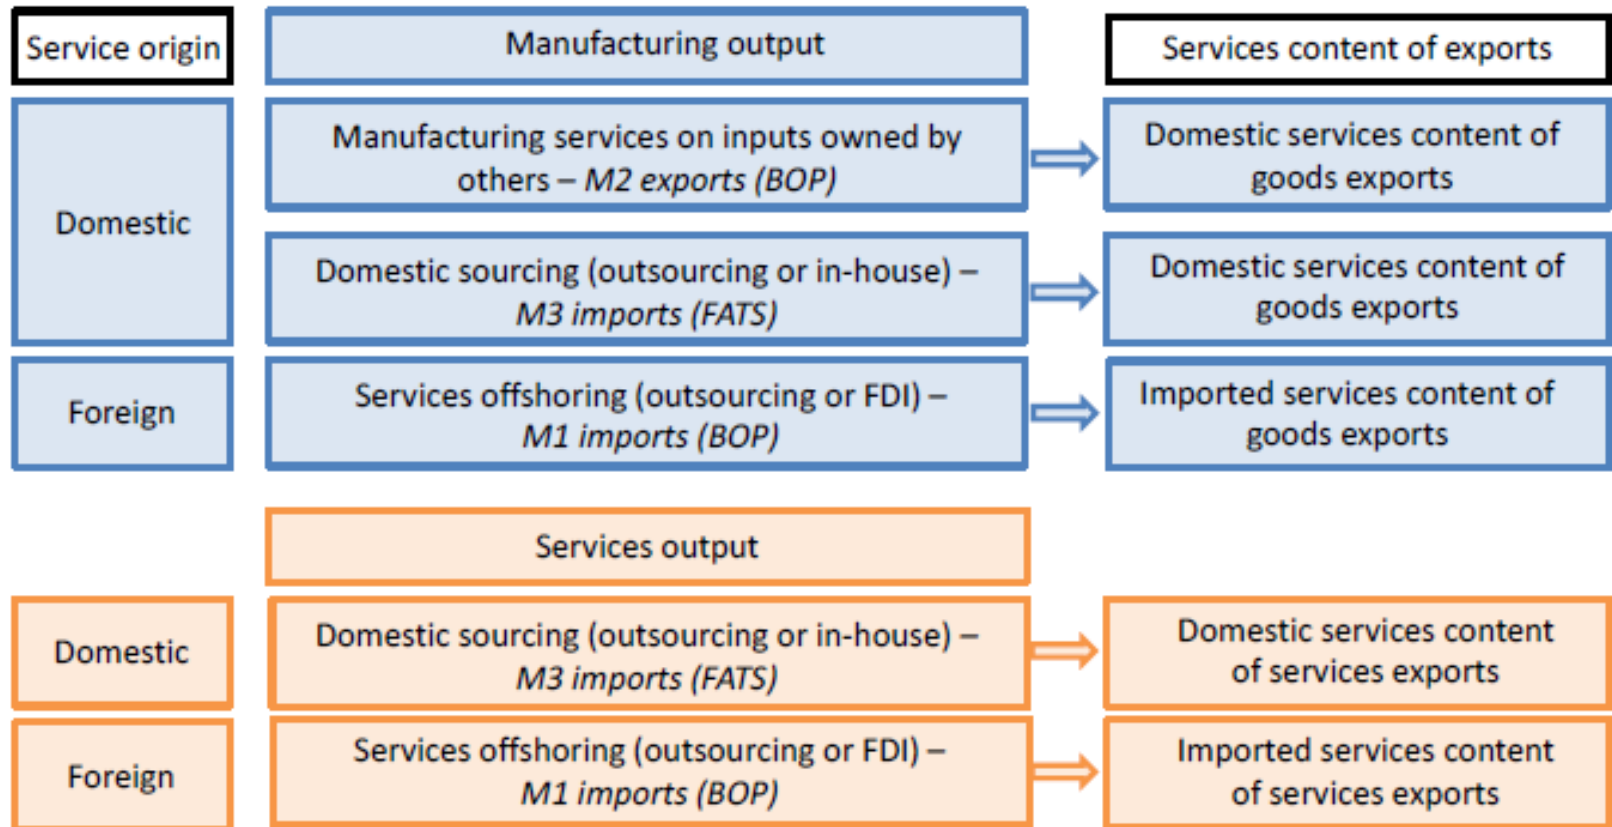 Service origin
Manufacturing output
Services content of exports
Domestic
Manufacturing services on inputs owned by
others – M2 exports (BOP)
Domestic services content of
goods exports
Domestic sourcing (outsourcing or in-house) –
M3 imports (FATS)
Domestic services content of
goods exports
Foreign
Services offshoring (outsourcing or FDI) –
M1 imports (BOP)
Imported services content of
goods exports
Services output
Domestic
Domestic sourcing (outsourcing or in-house) –
M3 imports (FATS)
Domestic services content
of services exports
Foreign
Services offshoring (outsourcing or FDI) –
M1 imports (BOP)
Imported services content
of services exports